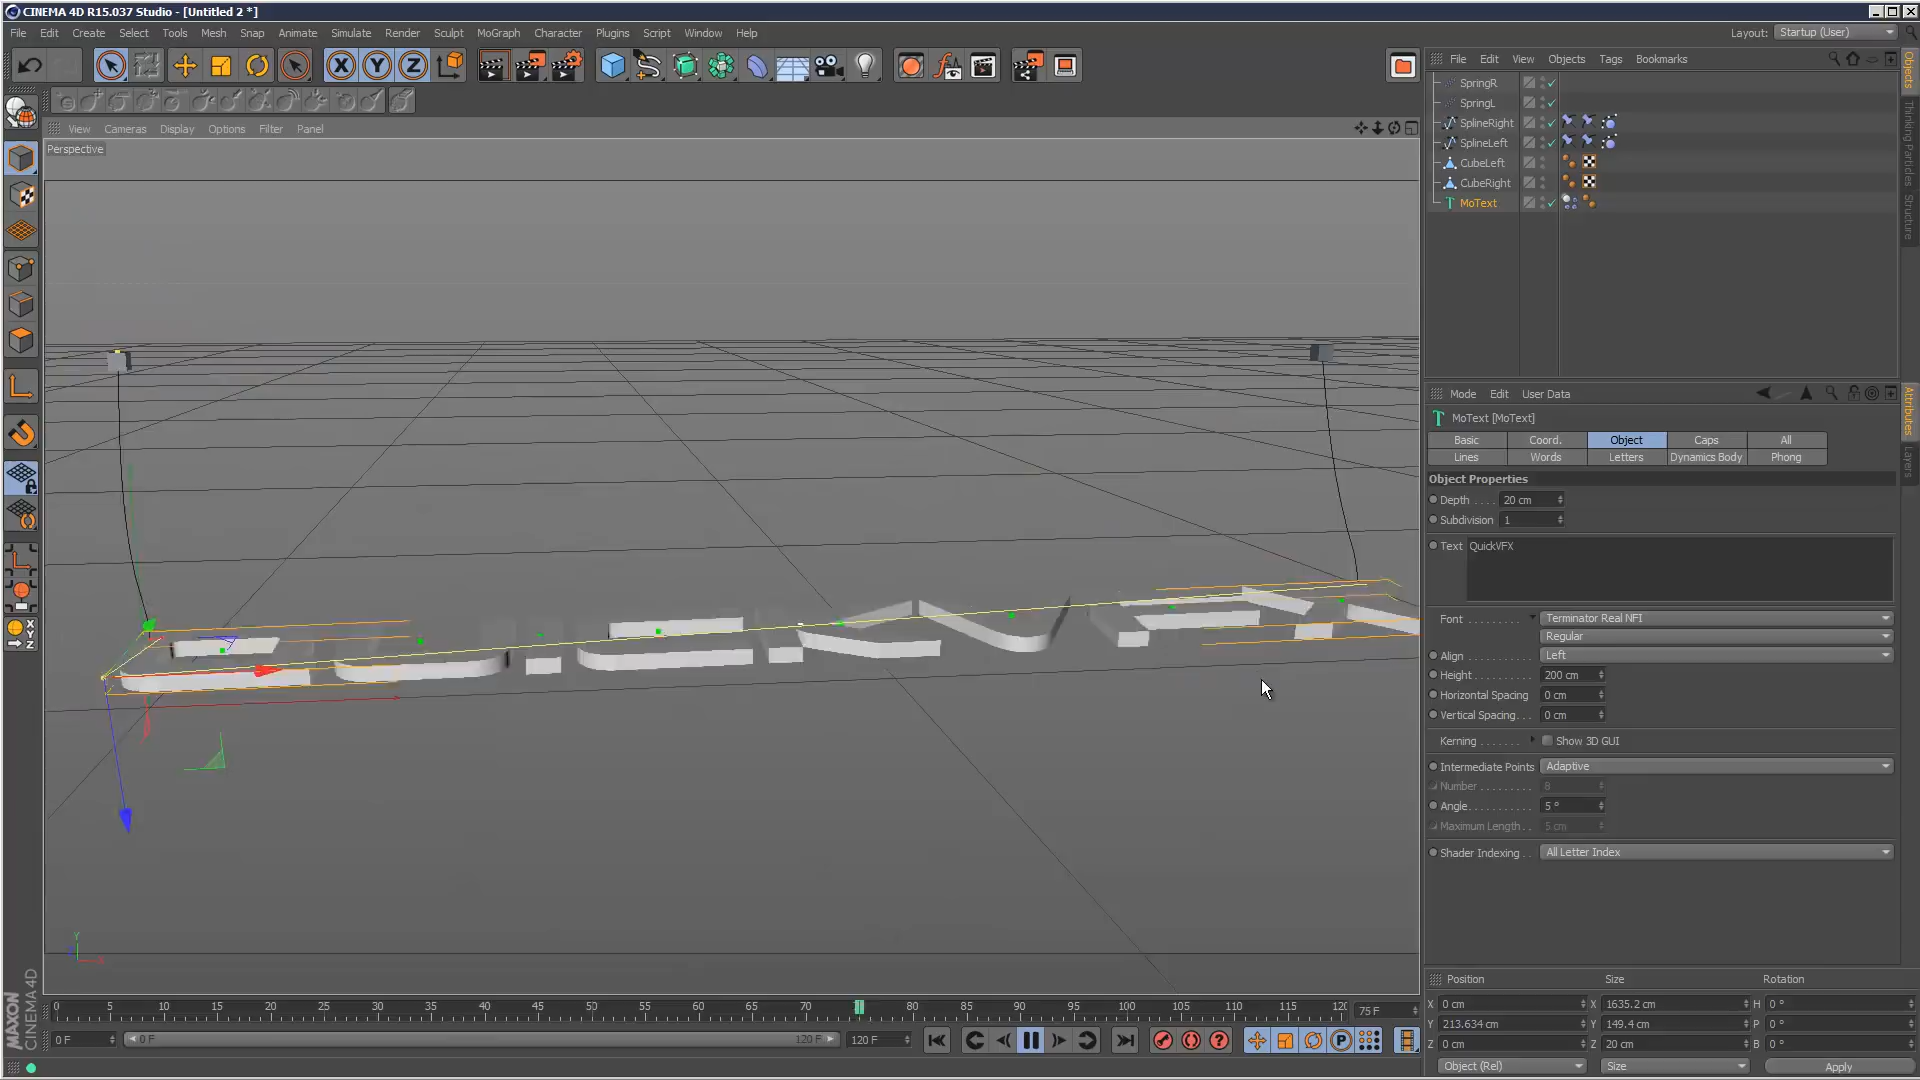 CINEMA 4D R15.037 Studio - [Untitled 2 *]
File Edit Create Select Tools Mesh Snap Animate Simulate Render Sculpt MoGraph Character Plugins Script Window Help
Layout: Startup (User)
File Edit View Objects Tags Bookmarks
View Cameras Display Options Filter Panel
Perspective
SpringR
SpringL
SplineRight
SplineLeft
CubeLeft
CubeRight
MoText
Objects
Thinking Particles
Structure
Mode Edit User Data
MoText [MoText]
Basic Coord. Object Caps All
Lines Words Letters Dynamics Body Phong
Object Properties
Depth . . . . 20 cm
Subdivision 1
Text QuickVFX
Font . . . . . . . Terminator Real NFI
Regular
Align . . . . . . . Left
Height . . . . . . 200 cm
Horizontal Spacing 0 cm
Vertical Spacing . . . 0 cm
Kerning . . . . . . . Show 3D GUI
Intermediate Points Adaptive
Number . . . . . . . . . 8
Angle . . . . . . . . . . 5 °
Maximum Length . . 5 cm
Shader Indexing . . All Letter Index
Attributes
Layers
Y
X
0 5 10 15 20 25 30 35 40 45 50 55 60 65 70 80 85 90 95 100 105 110 115 120
75 F
0 F 0 F 120 F 120 F
MAXON
CINEMA 4D
Position Size Rotation
X 0 cm X 1635.2 cm H 0 °
Y 213.634 cm Y 149.4 cm P 0 °
Z 0 cm Z 20 cm B 0 °
Object (Rel) Size Apply